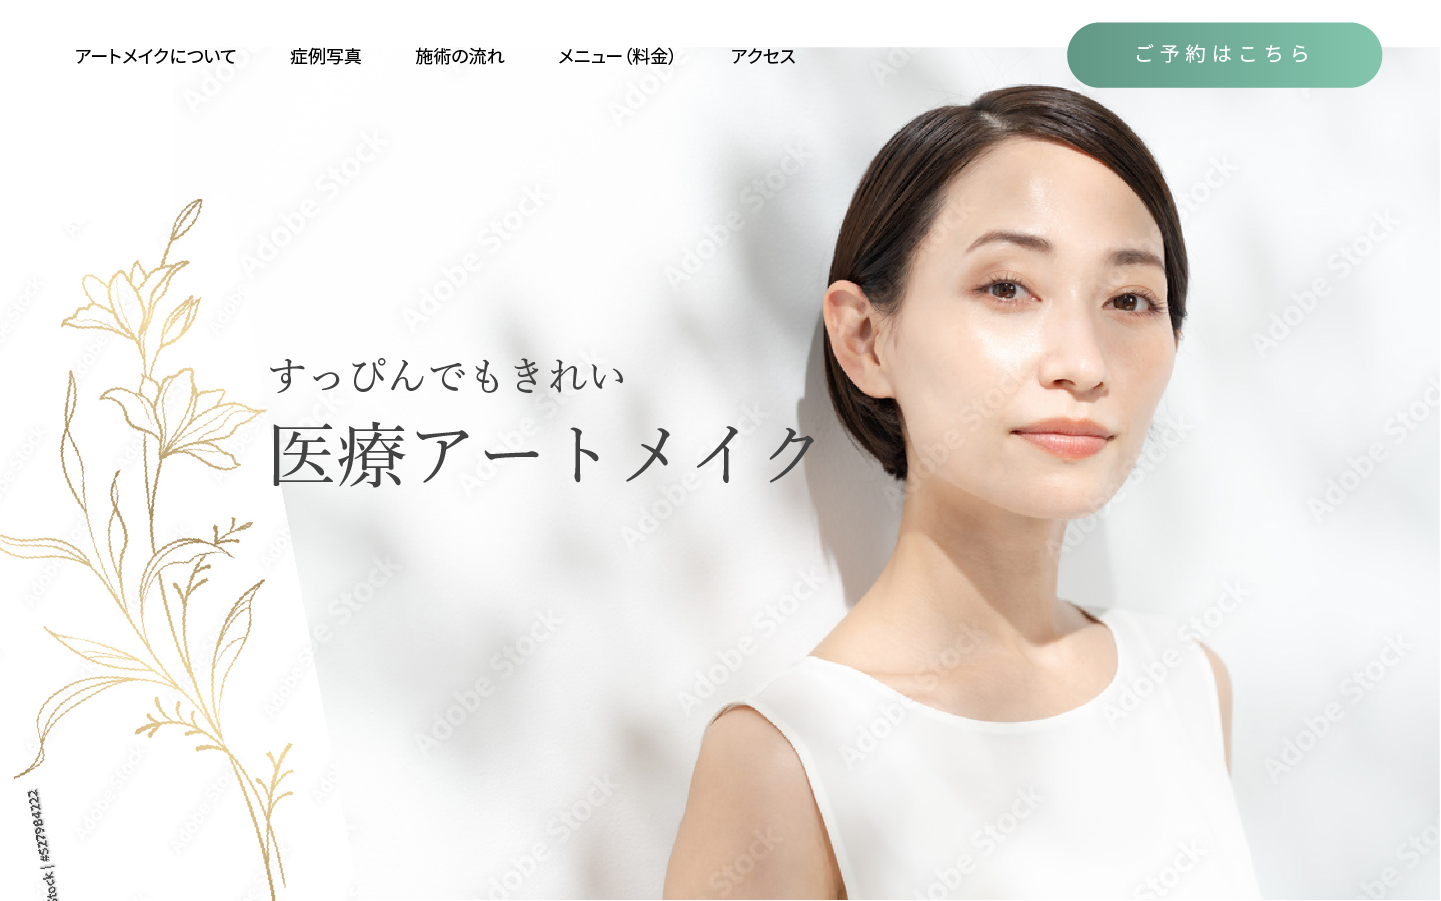 アートメイクについて
症例写真
施術の流れ
メニュー（料金）
アクセス
ご予約はこちら
すっぴんでもきれい
医療アートメイク
Adobe Stock
Stock | #527984222